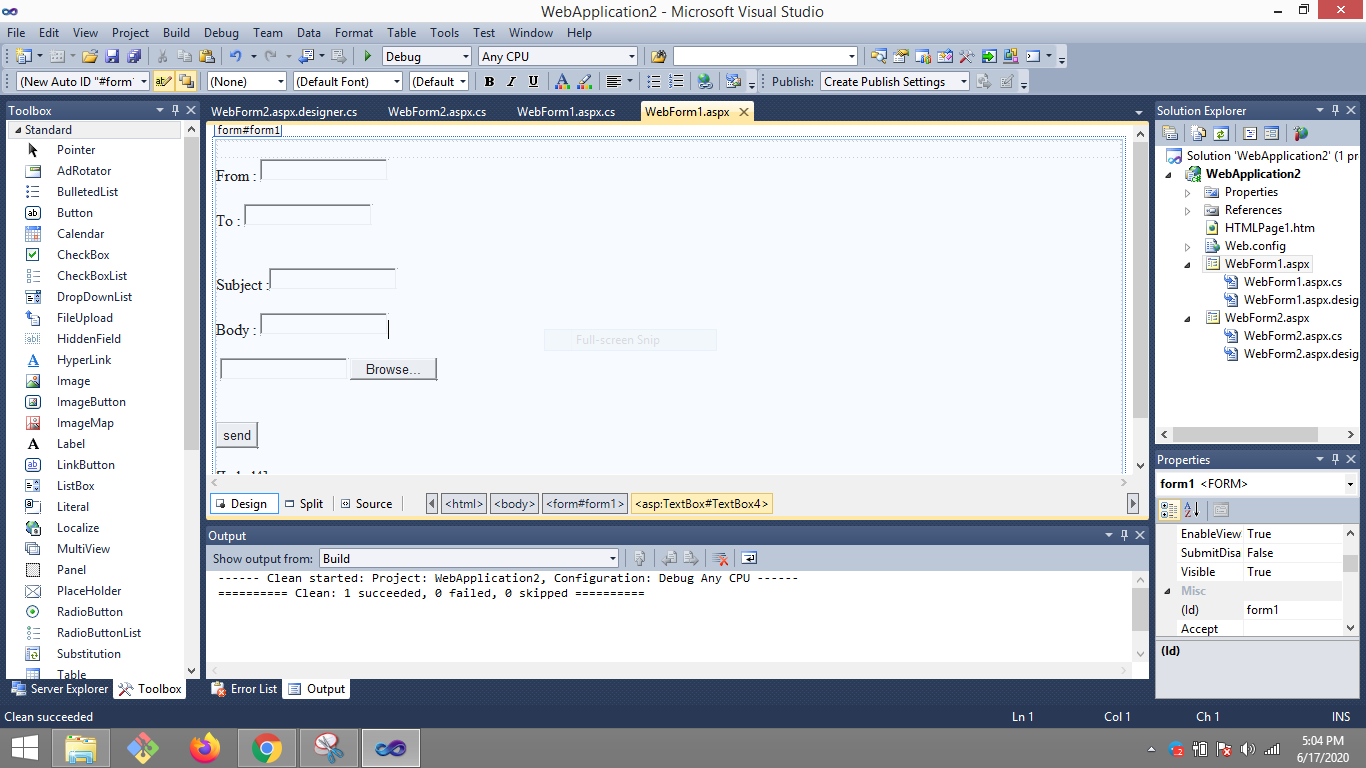 WebApplication2 - Microsoft Visual Studio
File Edit View Project Build Debug Team Data Format Table Tools Test Window Help
Debug Any CPU
(New Auto ID "#form (None) (Default Font) (Default B I U Publish: Create Publish Settings
Toolbox
Standard
Pointer
AdRotator
BulletedList
Button
Calendar
CheckBox
CheckBoxList
DropDownList
FileUpload
HiddenField
HyperLink
Image
ImageButton
ImageMap
Label
LinkButton
ListBox
Literal
Localize
MultiView
Panel
PlaceHolder
RadioButton
RadioButtonList
Substitution
Table
Server Explorer Toolbox
WebForm2.aspx.designer.cs WebForm2.aspx.cs WebForm1.aspx.cs WebForm1.aspx
form#form1
From :
To :
Subject :
Body :
Full-screen Snip
Browse...
send
Design Split Source <html> <body> <form#form1> <asp:TextBox#TextBox4>
Output
Show output from: Build
------ Clean started: Project: WebApplication2, Configuration: Debug Any CPU ------
========== Clean: 1 succeeded, 0 failed, 0 skipped ==========
Error List Output
Solution Explorer
Solution 'WebApplication2' (1 pr
WebApplication2
Properties
References
HTMLPage1.htm
Web.config
WebForm1.aspx
WebForm1.aspx.cs
WebForm1.aspx.desig
WebForm2.aspx
WebForm2.aspx.cs
WebForm2.aspx.desig
Properties
form1 <FORM>
EnableView True
SubmitDisa False
Visible True
Misc
(Id) form1
Accept
(Id)
Clean succeeded Ln 1 Col 1 Ch 1 INS
5:04 PM
6/17/2020